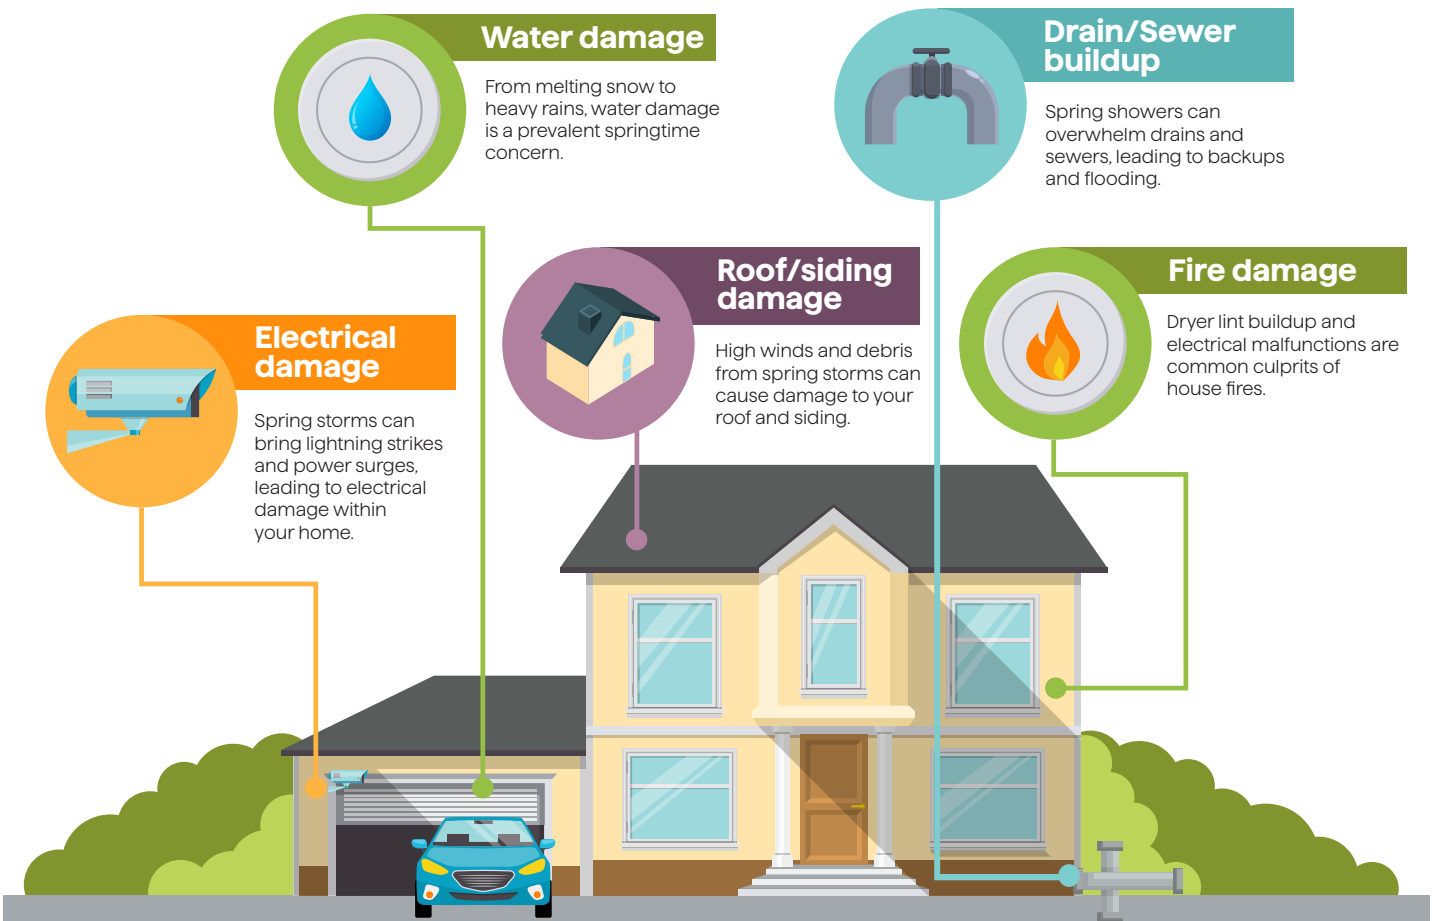 Water damage
From melting snow to
heavy rains, water damage
is a prevalent springtime
concern.
Drain/Sewer
buildup
Spring showers can
overwhelm drains and
sewers, leading to backups
and flooding.
Electrical
damage
Spring storms can
bring lightning strikes
and power surges,
leading to electrical
damage within
your home.
Roof/siding
damage
High winds and debris
from spring storms can
cause damage to your
roof and siding.
Fire damage
Dryer lint buildup and
electrical malfunctions are
common culprits of
house fires.